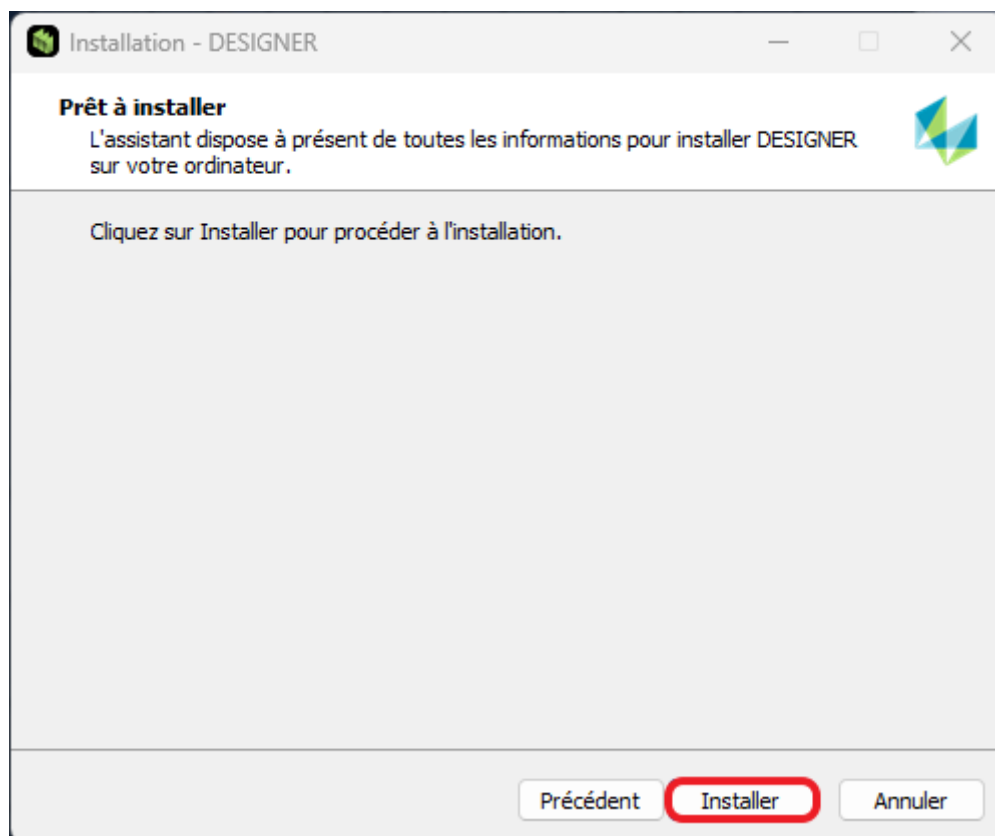 Installation - DESIGNER
Prêt à installer
L'assistant dispose à présent de toutes les informations pour installer DESIGNER
sur votre ordinateur.
Cliquez sur Installer pour procéder à l'installation.
Précédent Installer Annuler